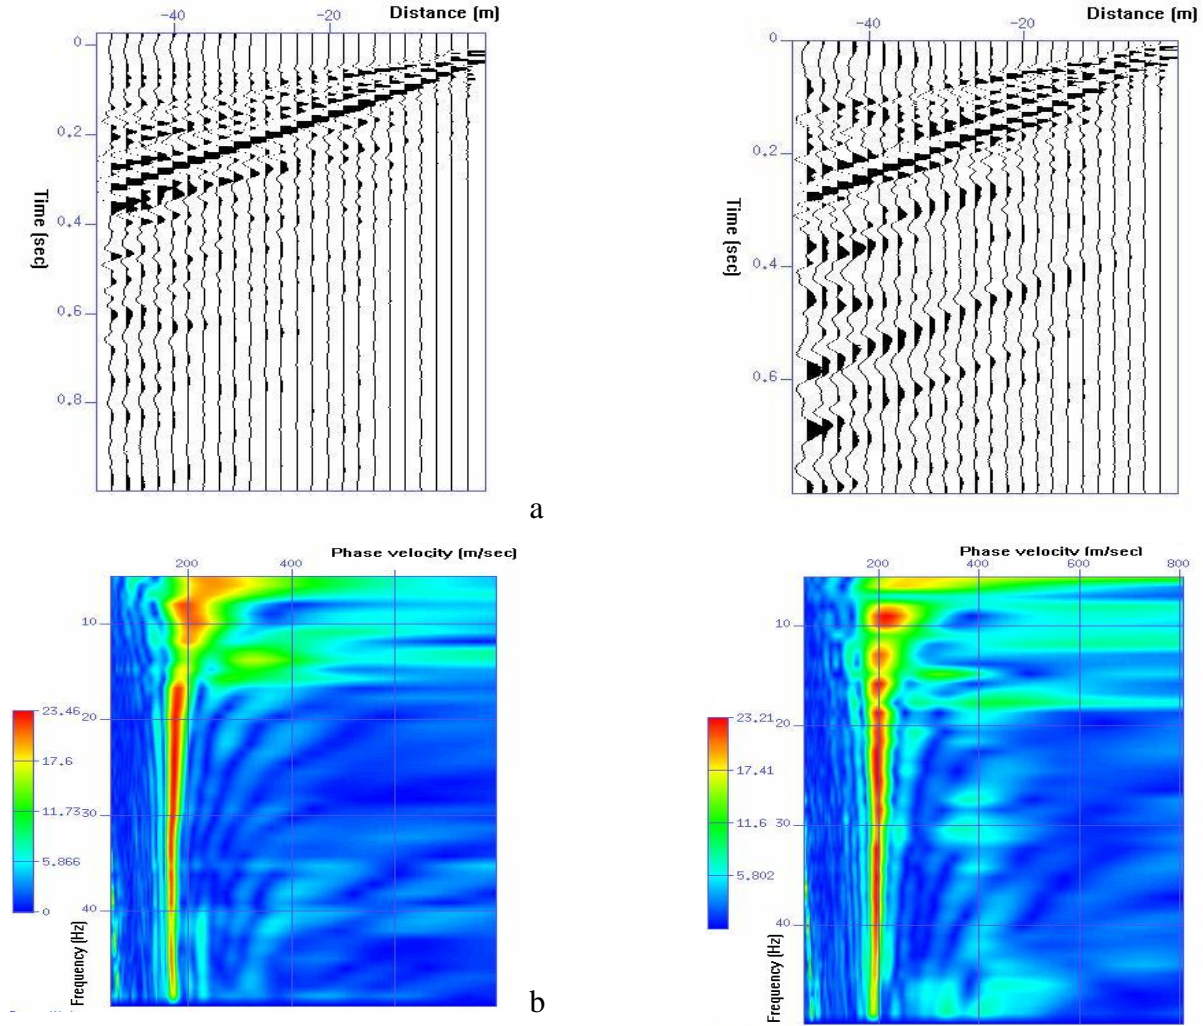 Distance (m)
-40 -20
0
0.2
0.4
0.6
0.8
Time (sec)
a
Distance (m)
-40 -20
0
0.2
0.4
0.6
Time (sec)
Phase velocity (m/sec)
200 400
10
20
30
40
Frequency (Hz)
23.46
17.6
11.73
5.866
0
b
Phase velocity (m/sec)
200 400 600 800
10
20
30
40
Frequency (Hz)
23.21
17.41
11.6
5.802